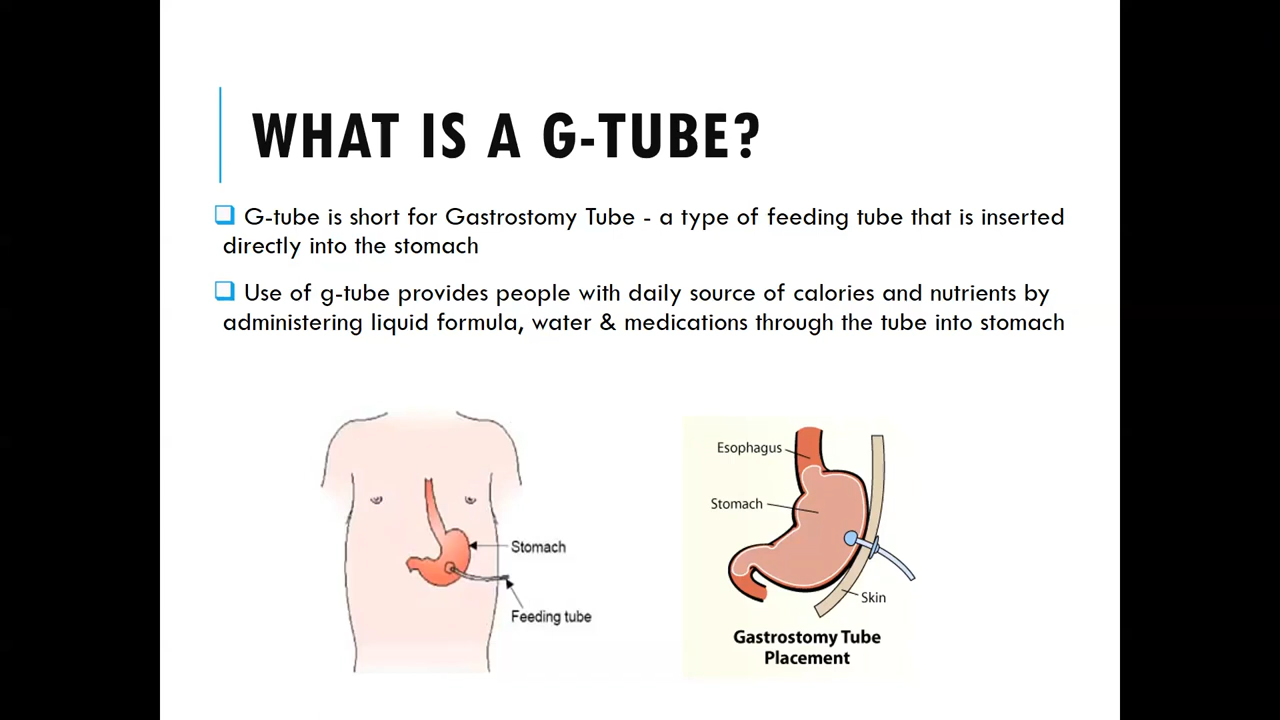 WHAT IS A G-TUBE?
G-tube is short for Gastrostomy Tube - a type of feeding tube that is inserted
directly into the stomach
Use of g-tube provides people with daily source of calories and nutrients by
administering liquid formula, water & medications through the tube into stomach
Stomach
Feeding tube
Esophagus
Stomach
Skin
Gastrostomy Tube
Placement